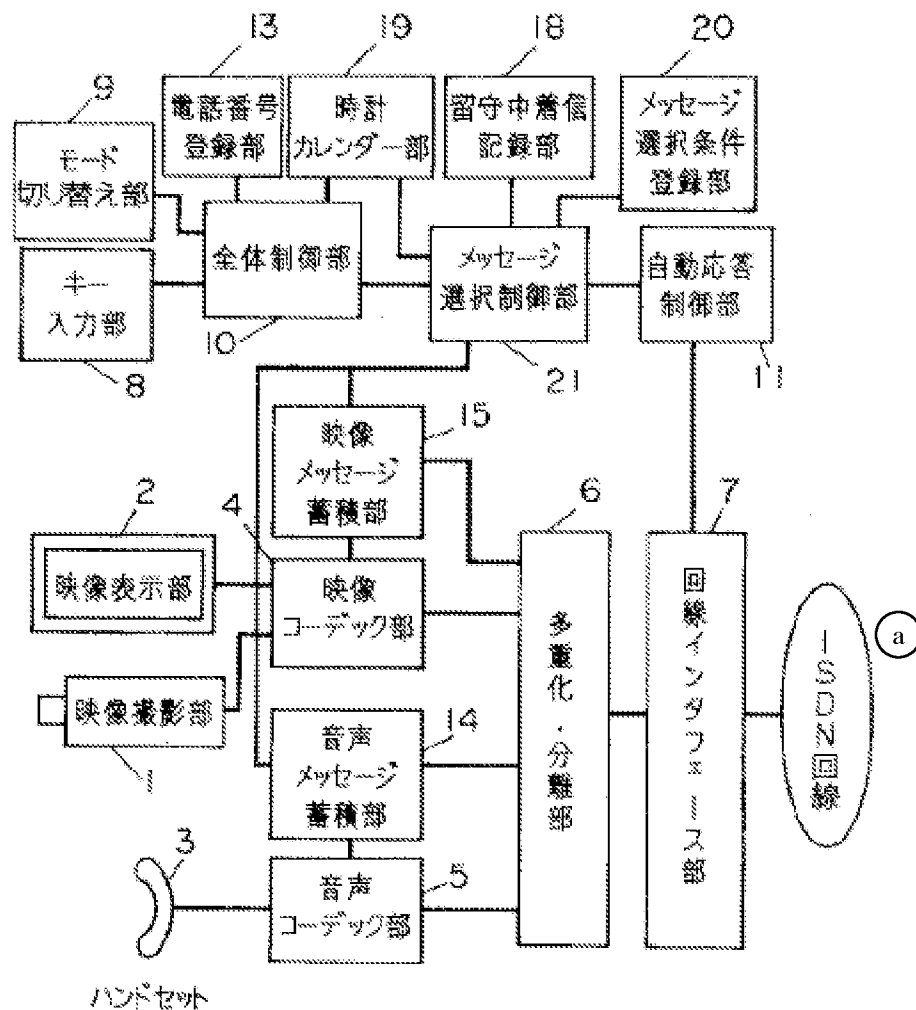 13
19
18
20
9
電話番号
登録部
時計
カレンダー部
留守中着信
記録部
メッセージ
選択条件
登録部
モード
切り替え部
全体制御部
メッセージ
選択制御部
自動応答
制御部
キー
入力部
10
8
21
11
映像
メッセージ
蓄積部
15
2
4
6
7
映像表示部
映像
コーデック部
多重化・分離部
回線インタフェース部
ISDN回線
a
映像撮影部
1
音声
メッセージ
蓄積部
14
3
音声
コーデック部
5
ハンドセット